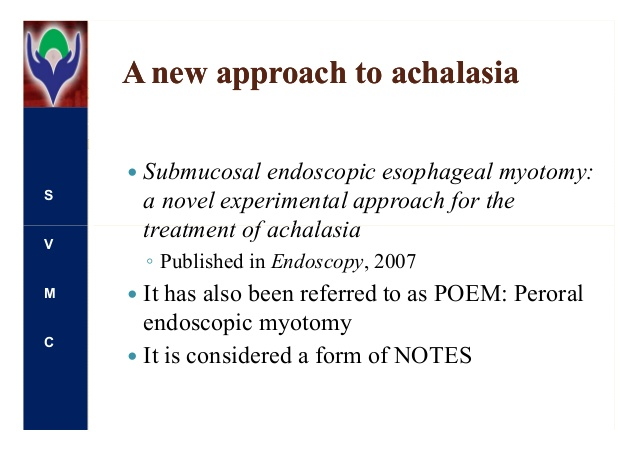 A new approach to achalasia
S
V
M
C
• Submucosal endoscopic esophageal myotomy:
a novel experimental approach for the
treatment of achalasia
◦ Published in Endoscopy, 2007
• It has also been referred to as POEM: Peroral
endoscopic myotomy
• It is considered a form of NOTES